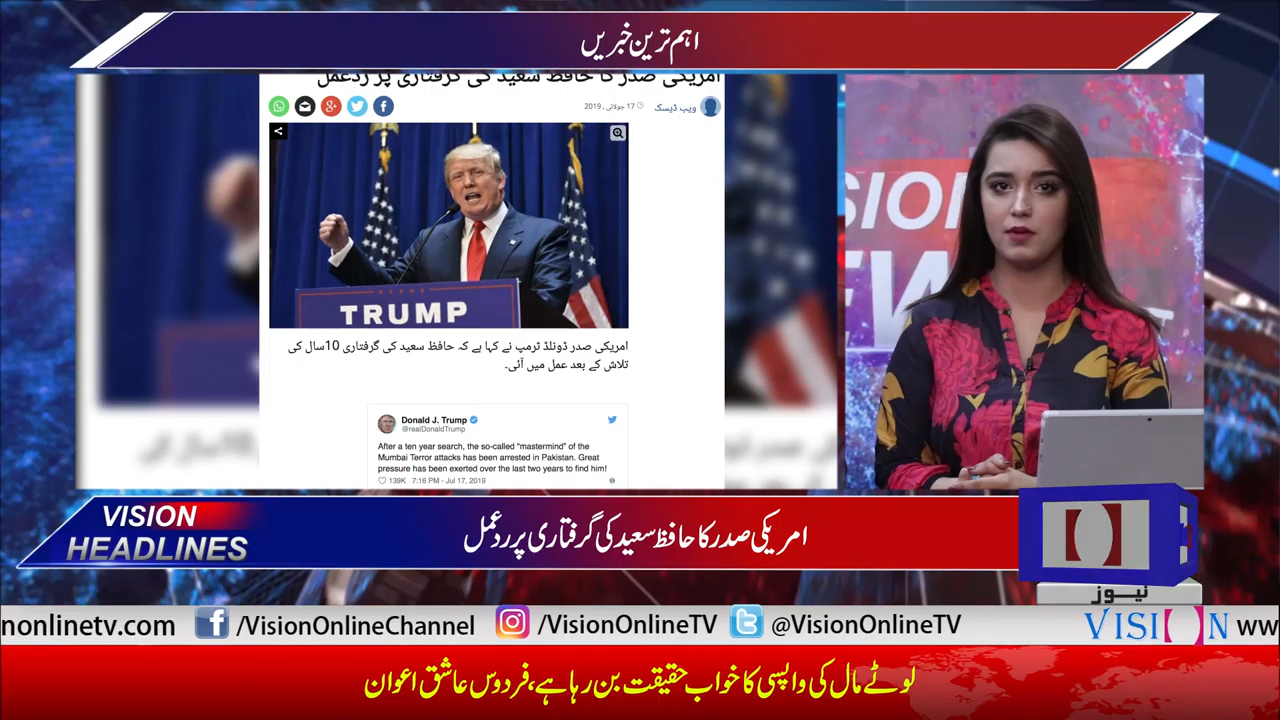 اہم ترین خبریں
امریکی صدر کا حافظ سعید کی گرفتاری پر ردعمل
ویب ڈیسک
17 جولائی ، 2019
TRUMP
امریکی صدر ڈونلڈ ٹرمپ نے کہا ہے کہ حافظ سعید کی گرفتاری 10سال کی
تلاش کے بعد عمل میں آئی۔
Donald J. Trump
@realDonaldTrump
After a ten year search, the so-called "mastermind" of the
Mumbai Terror attacks has been arrested in Pakistan. Great
pressure has been exerted over the last two years to find him!
139K 7:16 PM - Jul 17, 2019
VISION
HEADLINES
امریکی صدر کا حافظ سعید کی گرفتاری پر ردعمل
نیوز
nonlinetv.com /VisionOnlineChannel /VisionOnlineTV @VisionOnlineTV VISION ww
لوٹے مال کی واپسی کا خواب حقیقت بن رہا ہے، فردوس عاشق اعوان